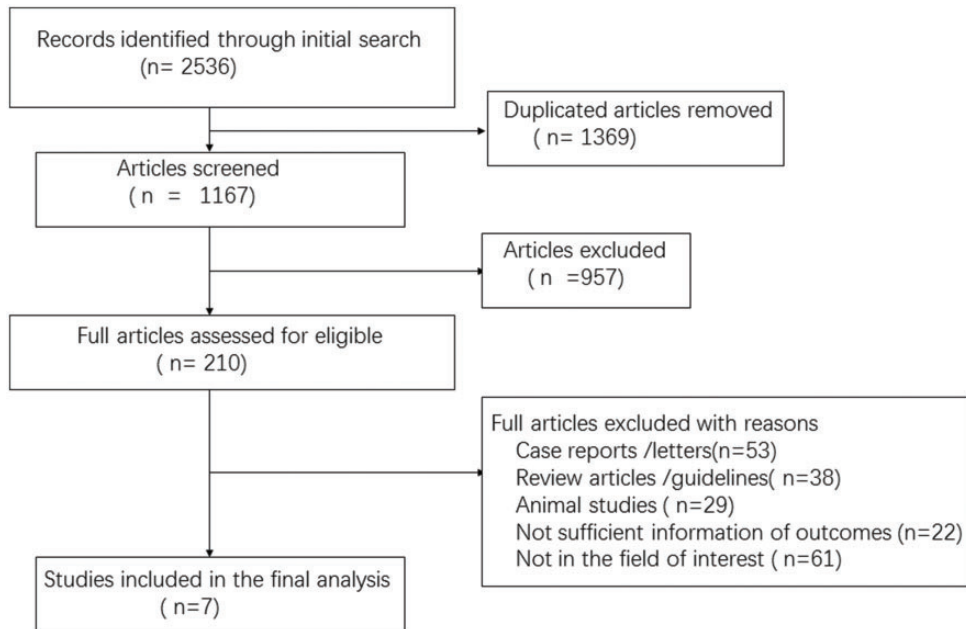 Records identified through initial search
(n= 2536)
Duplicated articles removed
( n= 1369)
Articles screened
( n = 1167)
Articles excluded
( n =957)
Full articles assessed for eligible
( n= 210)
Full articles excluded with reasons
Case reports /letters(n=53)
Review articles /guidelines( n=38)
Animal studies ( n=29)
Not sufficient information of outcomes (n=22)
Not in the field of interest ( n=61)
Studies included in the final analysis
( n=7)